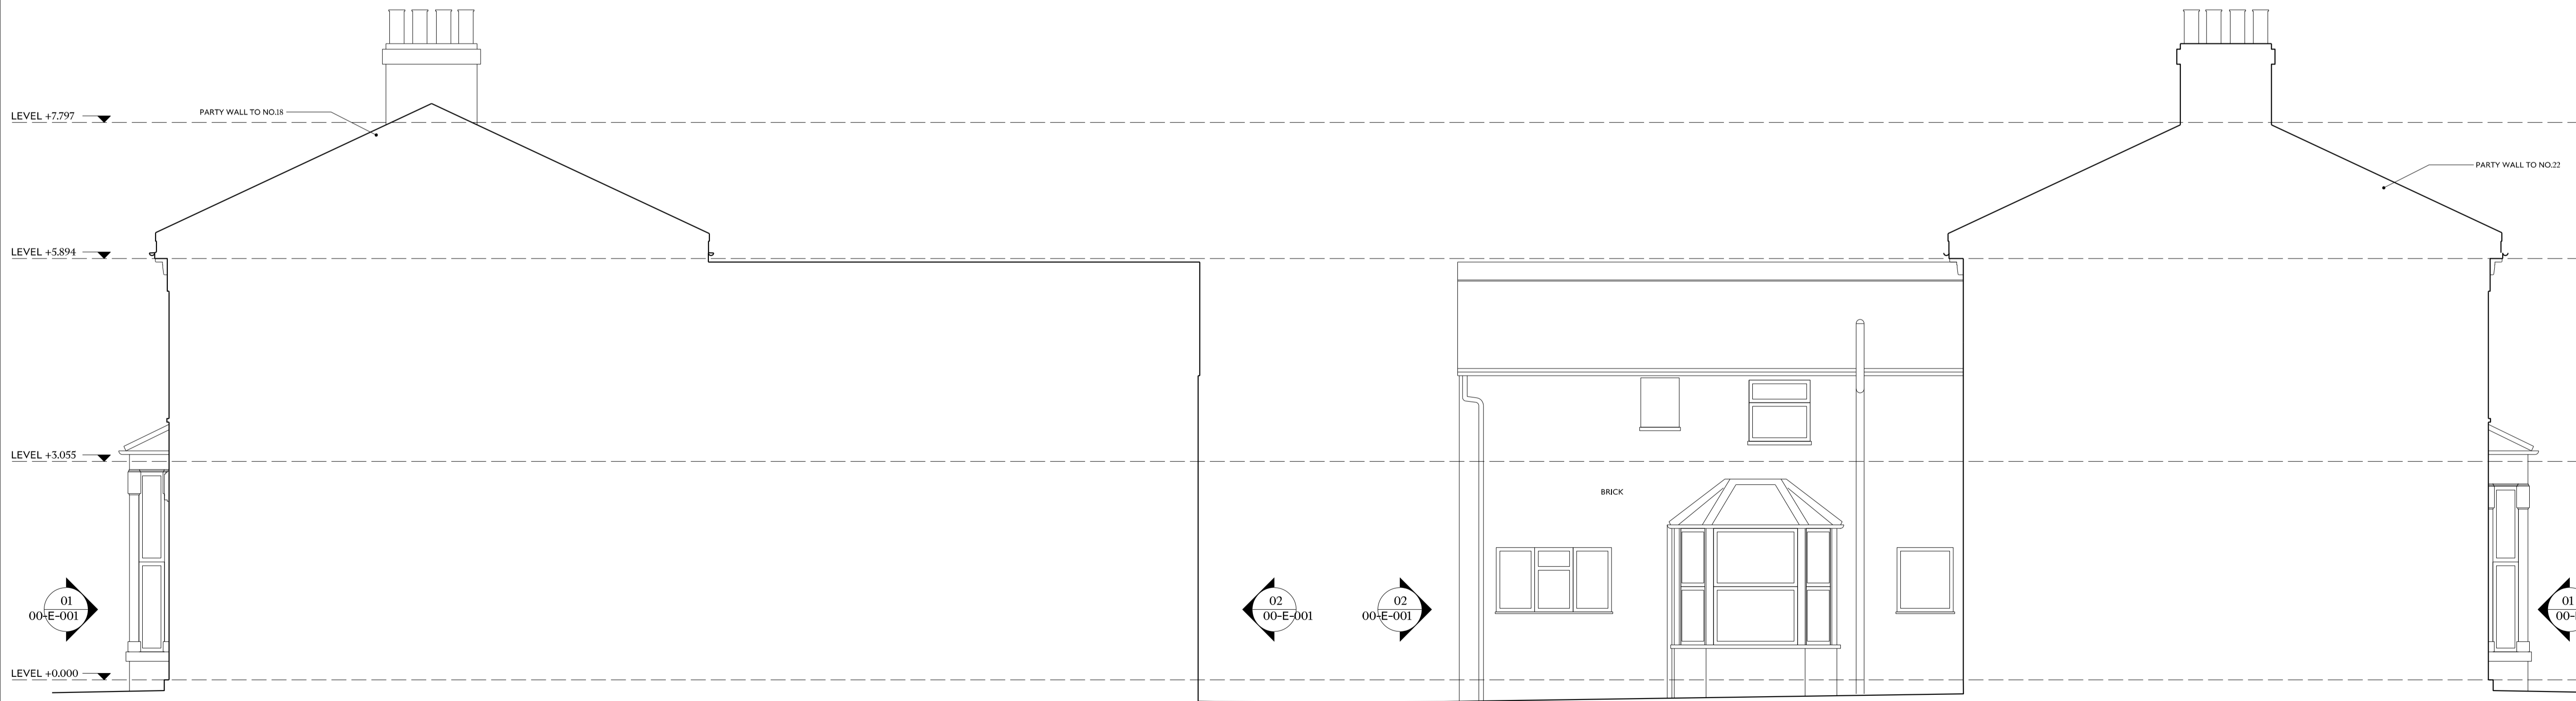 LEVEL +7.797
PARTY WALL TO NO.18
PARTY WALL TO NO.22
LEVEL +5.894
LEVEL +3.055
BRICK
01
00-E-001
02
00-E-001
02
00-E-001
01
LEVEL +0.000